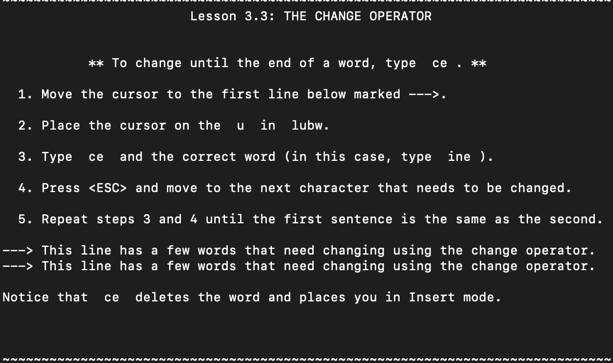 ~~~~~~~~~~~~~~~~~~~~~~~~~~~~~~~~~~~~~~~~~~~~~~~~~~~~~~~~~~~~~~~~~~~~~~~~~~~~~~
Lesson 3.3: THE CHANGE OPERATOR
** To change until the end of a word, type  ce . **
1. Move the cursor to the first line below marked --->.
2. Place the cursor on the  u  in  lubw.
3. Type  ce  and the correct word (in this case, type  ine ).
4. Press <ESC> and move to the next character that needs to be changed.
5. Repeat steps 3 and 4 until the first sentence is the same as the second.
---> This line has a few words that need changing using the change operator.
---> This line has a few words that need changing using the change operator.
Notice that  ce  deletes the word and places you in Insert mode.
~~~~~~~~~~~~~~~~~~~~~~~~~~~~~~~~~~~~~~~~~~~~~~~~~~~~~~~~~~~~~~~~~~~~~~~~~~~~~~